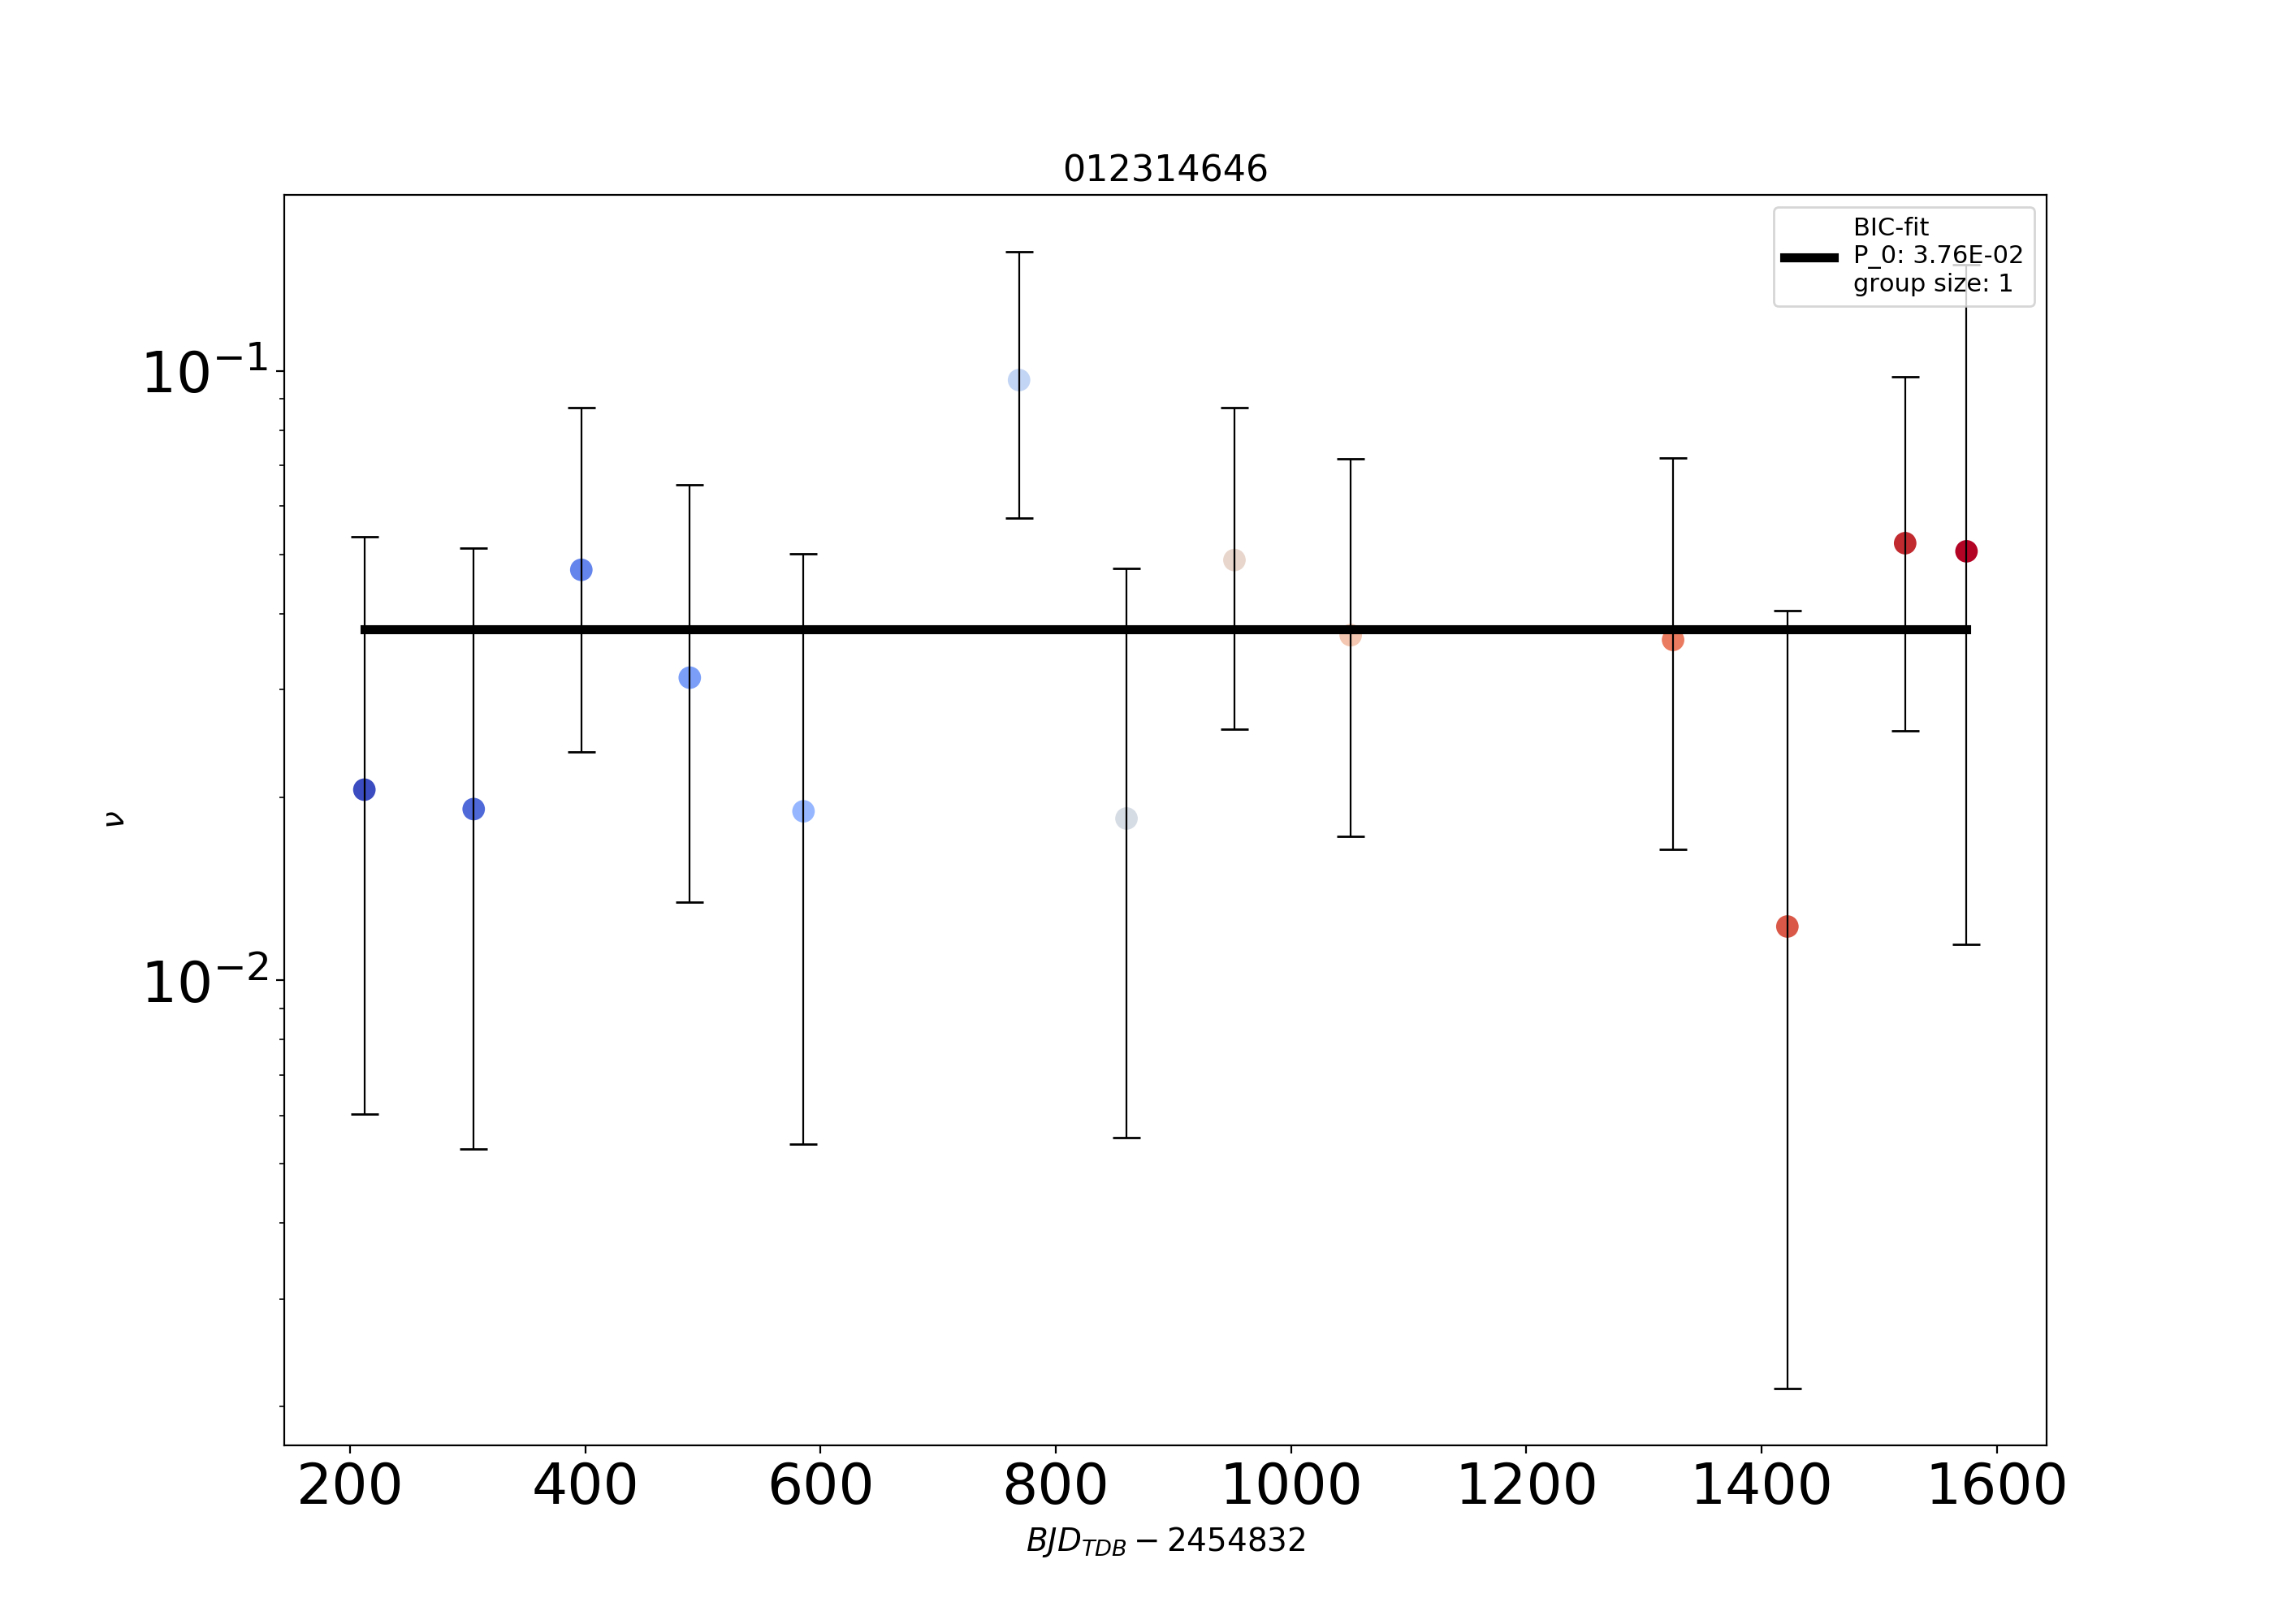 012314646
BIC-fit
P_0: 3.76E-02
group size: 1
10⁻¹
10⁻²
ν
200 400 600 800 1000 1200 1400 1600
BJD_TDB − 2454832